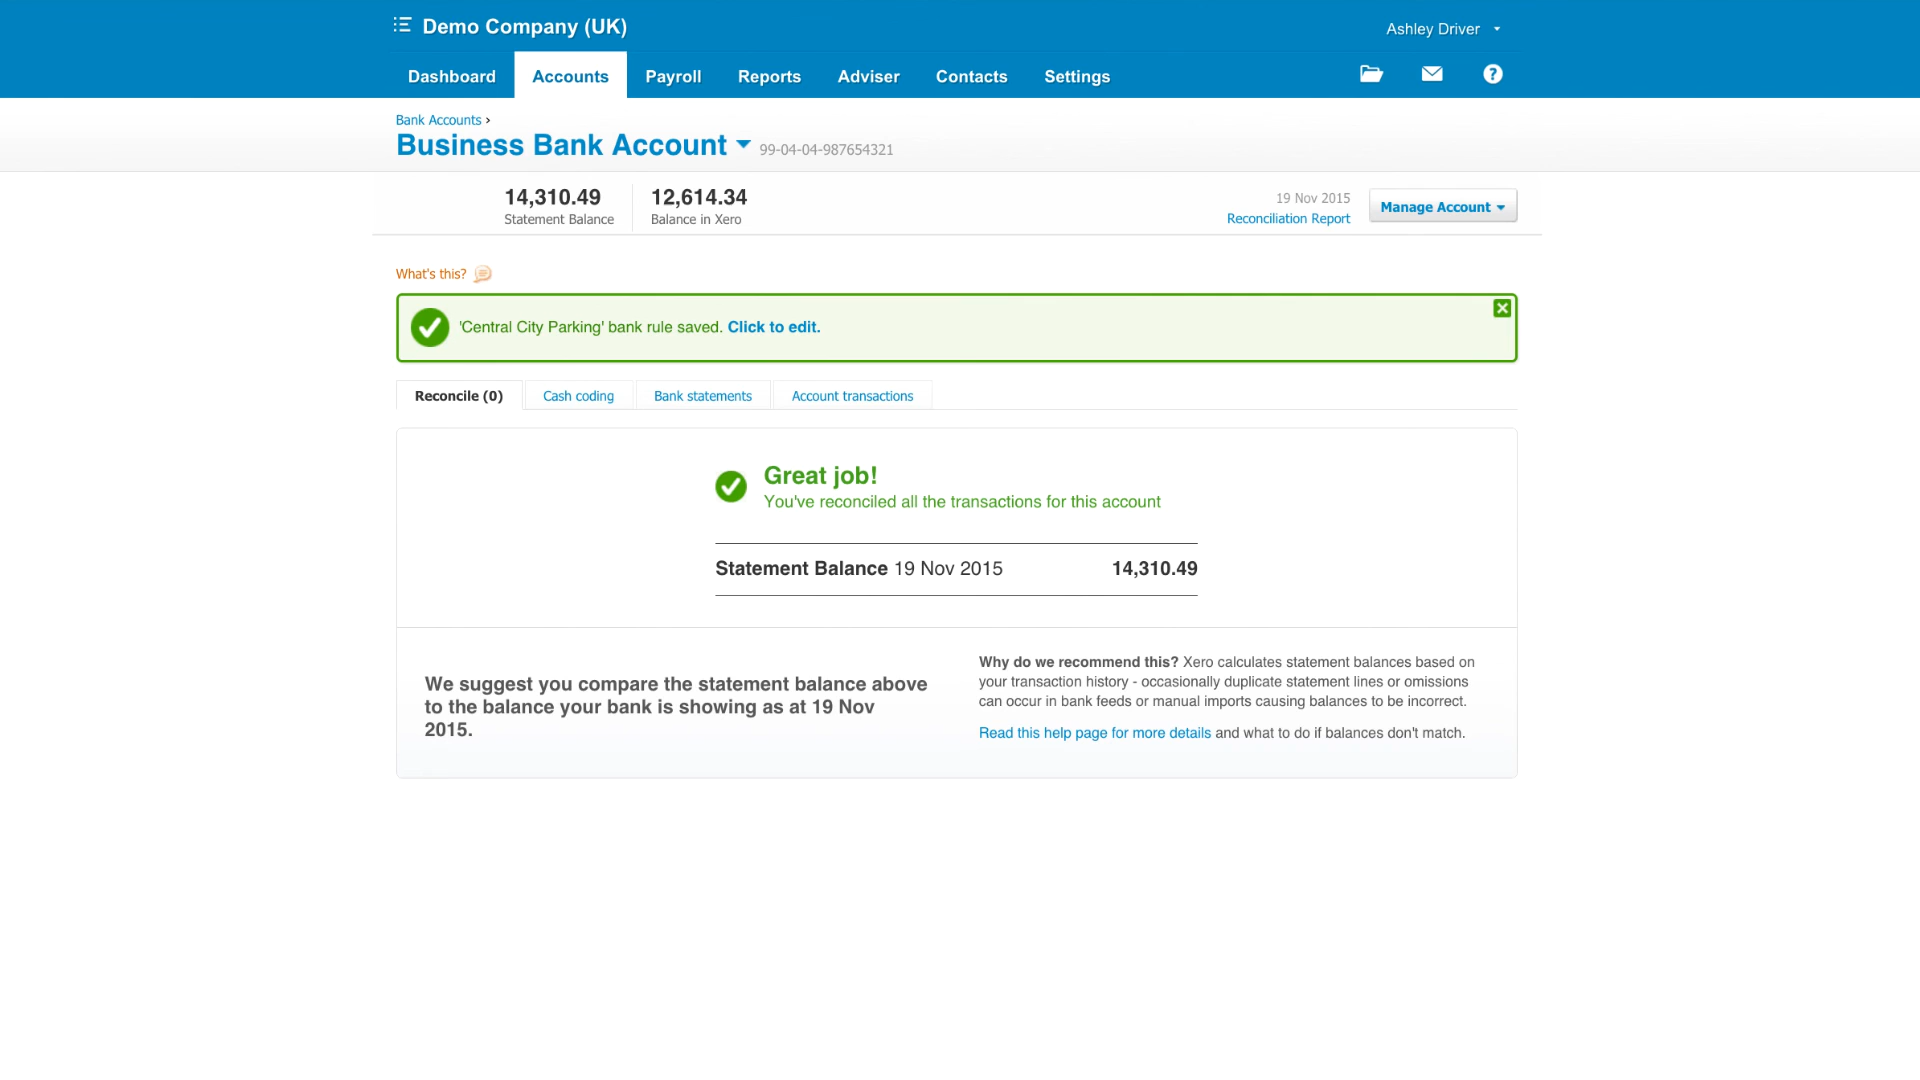 Demo Company (UK)
Ashley Driver
Dashboard Accounts Payroll Reports Adviser Contacts Settings
Bank Accounts ›
Business Bank Account 99-04-04-987654321
14,310.49 12,614.34
Statement Balance Balance in Xero
19 Nov 2015
Reconciliation Report
Manage Account
What's this?
'Central City Parking' bank rule saved. Click to edit.
Reconcile (0) Cash coding Bank statements Account transactions
Great job!
You've reconciled all the transactions for this account
Statement Balance 19 Nov 2015 14,310.49
We suggest you compare the statement balance above
to the balance your bank is showing as at 19 Nov
2015.
Why do we recommend this? Xero calculates statement balances based on
your transaction history - occasionally duplicate statement lines or omissions
can occur in bank feeds or manual imports causing balances to be incorrect.
Read this help page for more details and what to do if balances don't match.